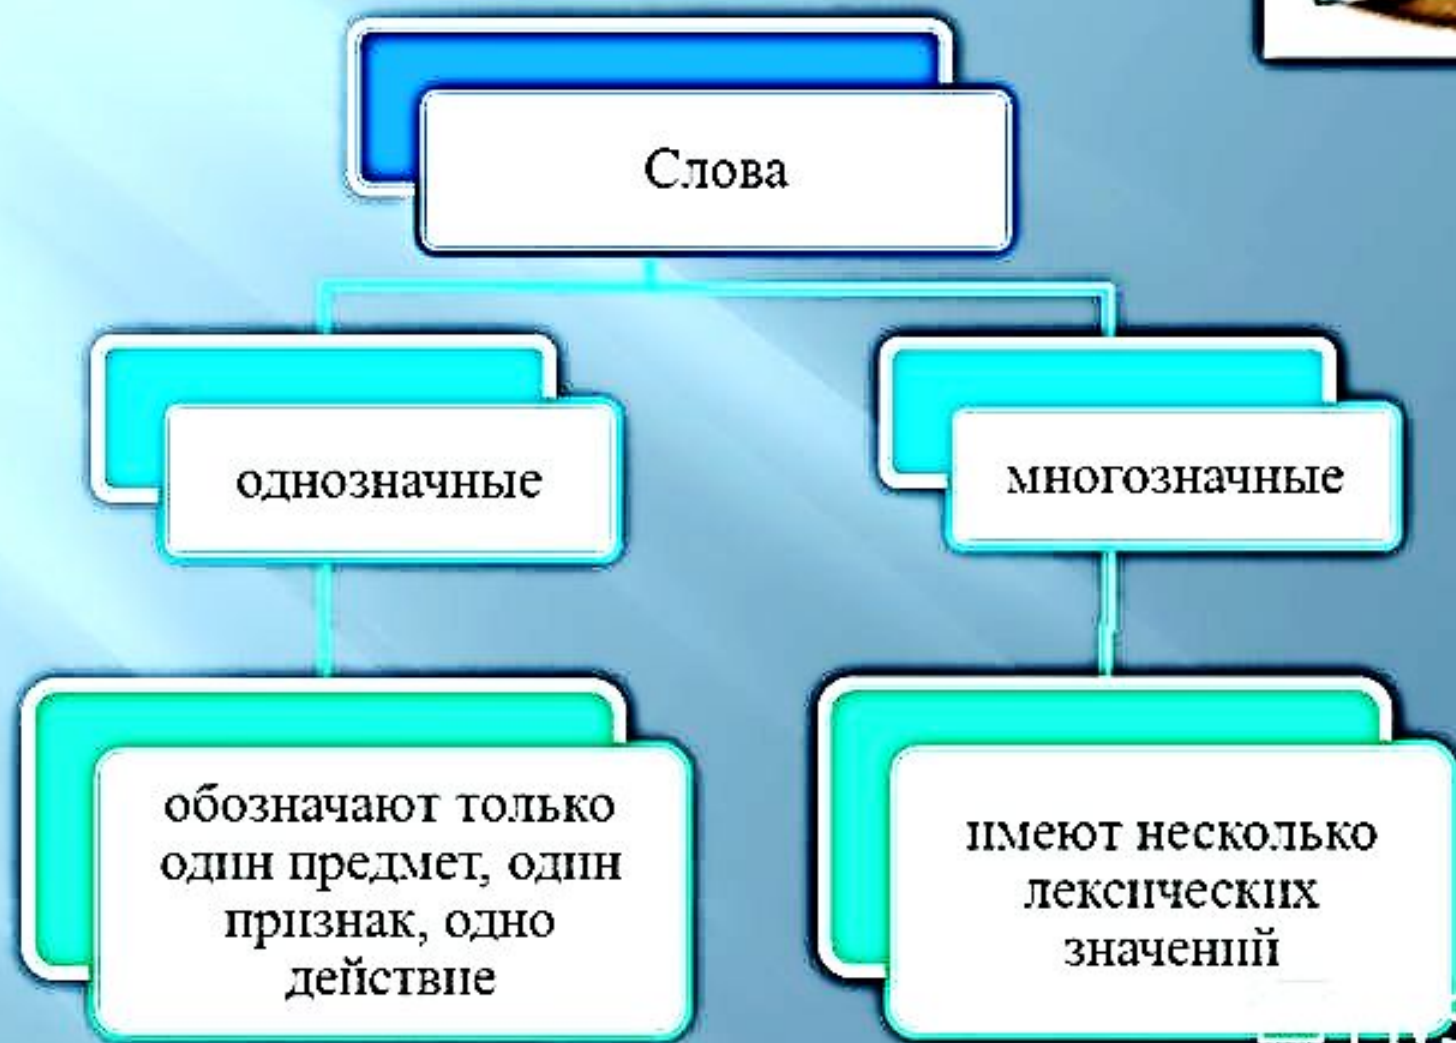 Слова
однозначные
многозначные
обозначают только
один предмет, один
признак, одно
действие
имеют несколько
лексических
значений